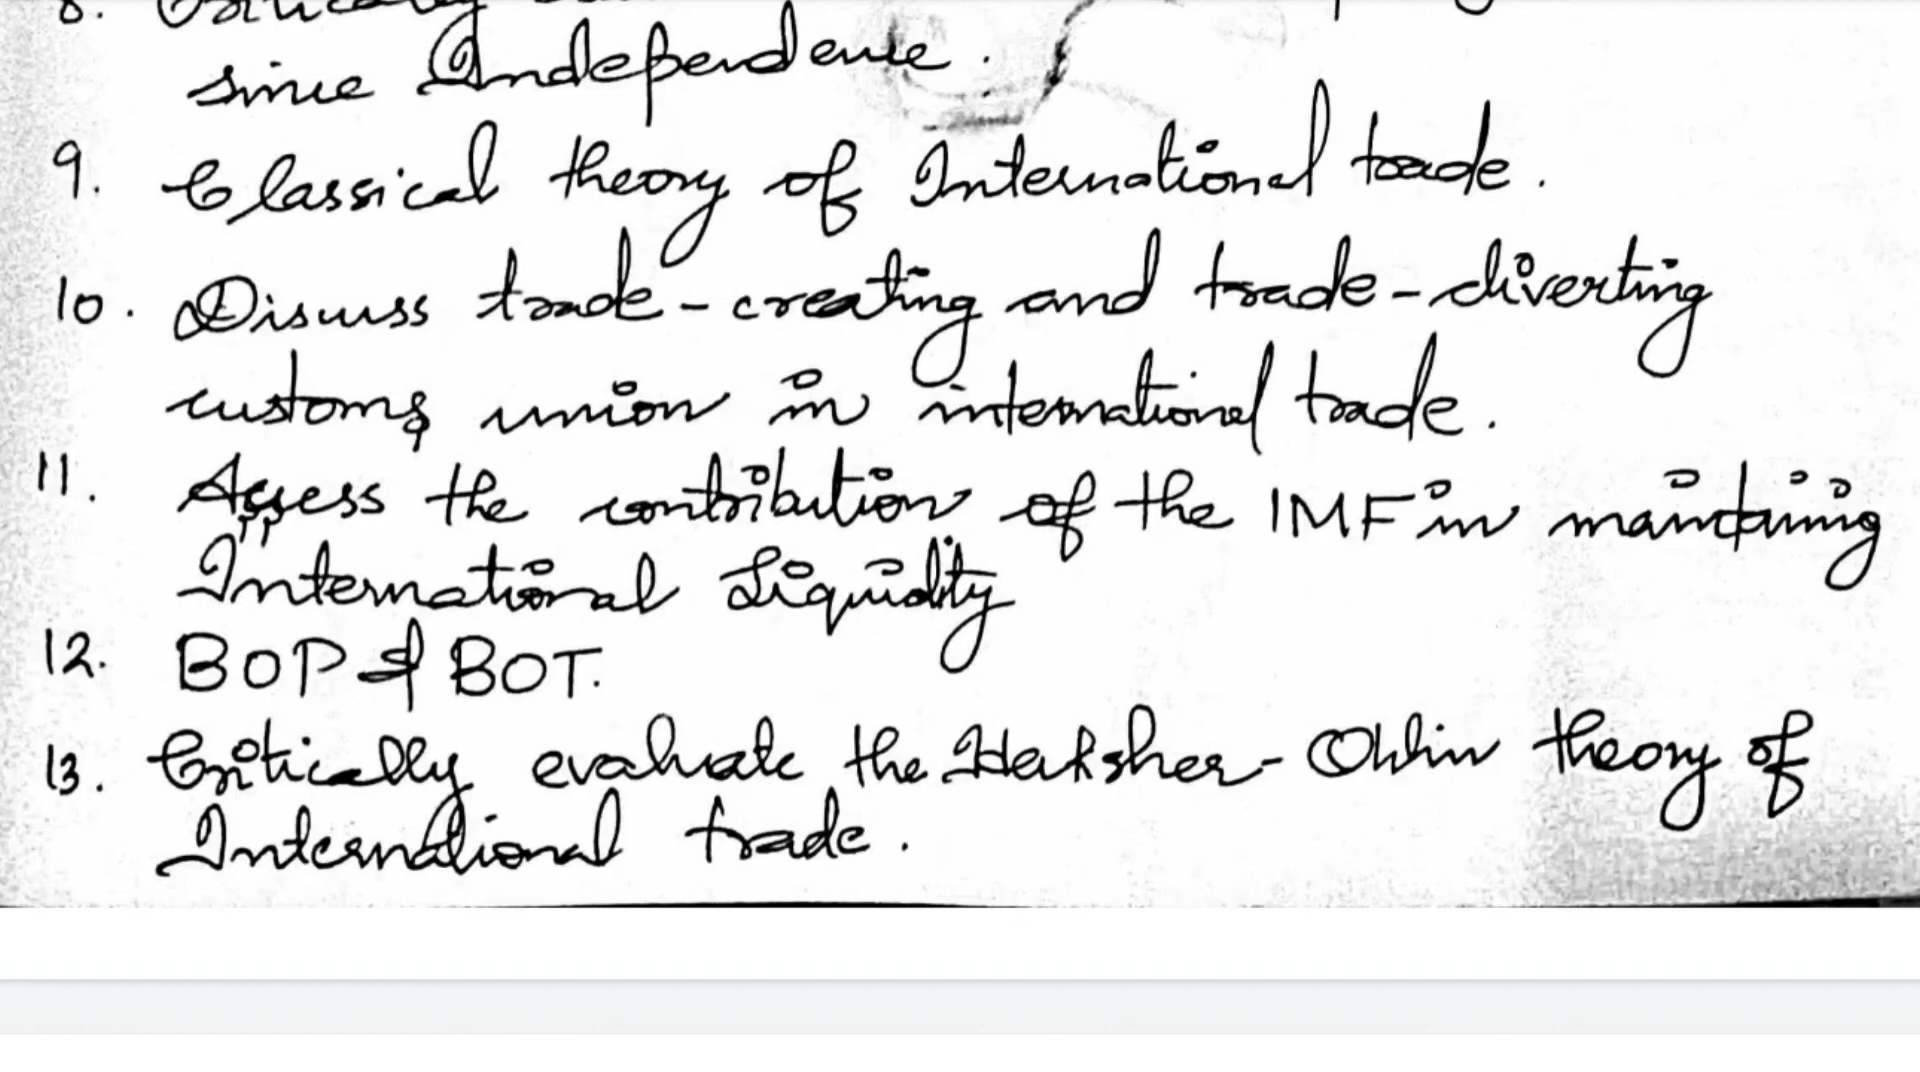 8. Critically
since Independence.
9. Classical theory of International trade.
10. Discuss trade-creating and trade-diverting
customs union in international trade.
11. Assess the contribution of the IMF in maintaining
International Liquidity
12. BOP & BOT.
13. Critically evaluate the Hecksher-Ohlin theory of
International trade.